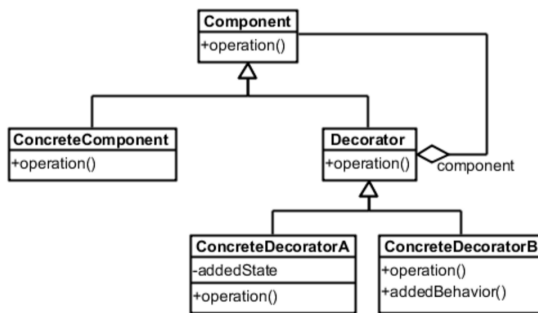 Component
+operation()
ConcreteComponent
+operation()
Decorator
+operation()
component
ConcreteDecoratorA
-addedState
+operation()
ConcreteDecoratorB
+operation()
+addedBehavior()